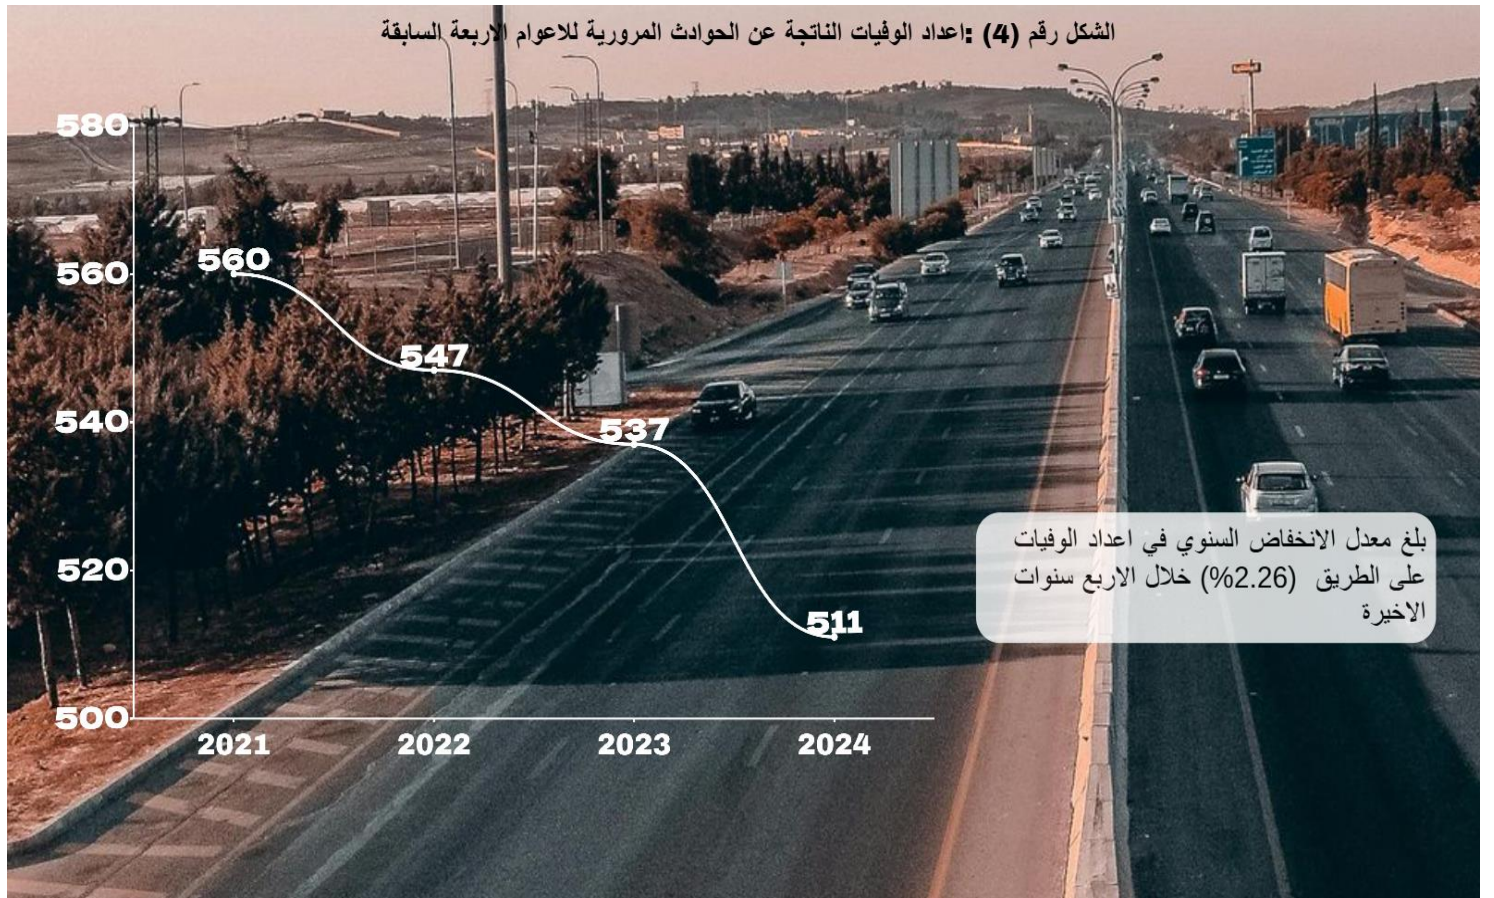 الشكل رقم (4) :اعداد الوفيات الناتجة عن الحوادث المرورية للاعوام الاربعة السابقة
580
560
540
520
500
560
547
537
511
2021 2022 2023 2024
بلغ معدل الانخفاض السنوي في اعداد الوفيات
على الطريق (2.26%) خلال الاربع سنوات
الاخيرة